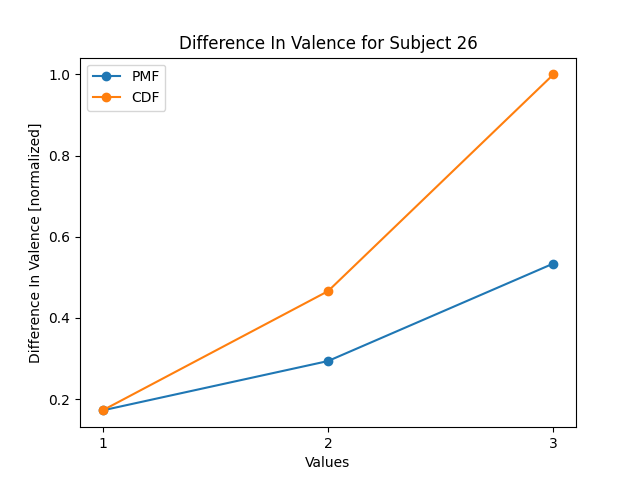 Difference In Valence for Subject 26
PMF
CDF
1.0
0.8
0.6
0.4
0.2
Difference In Valence [normalized]
1
2
3
Values